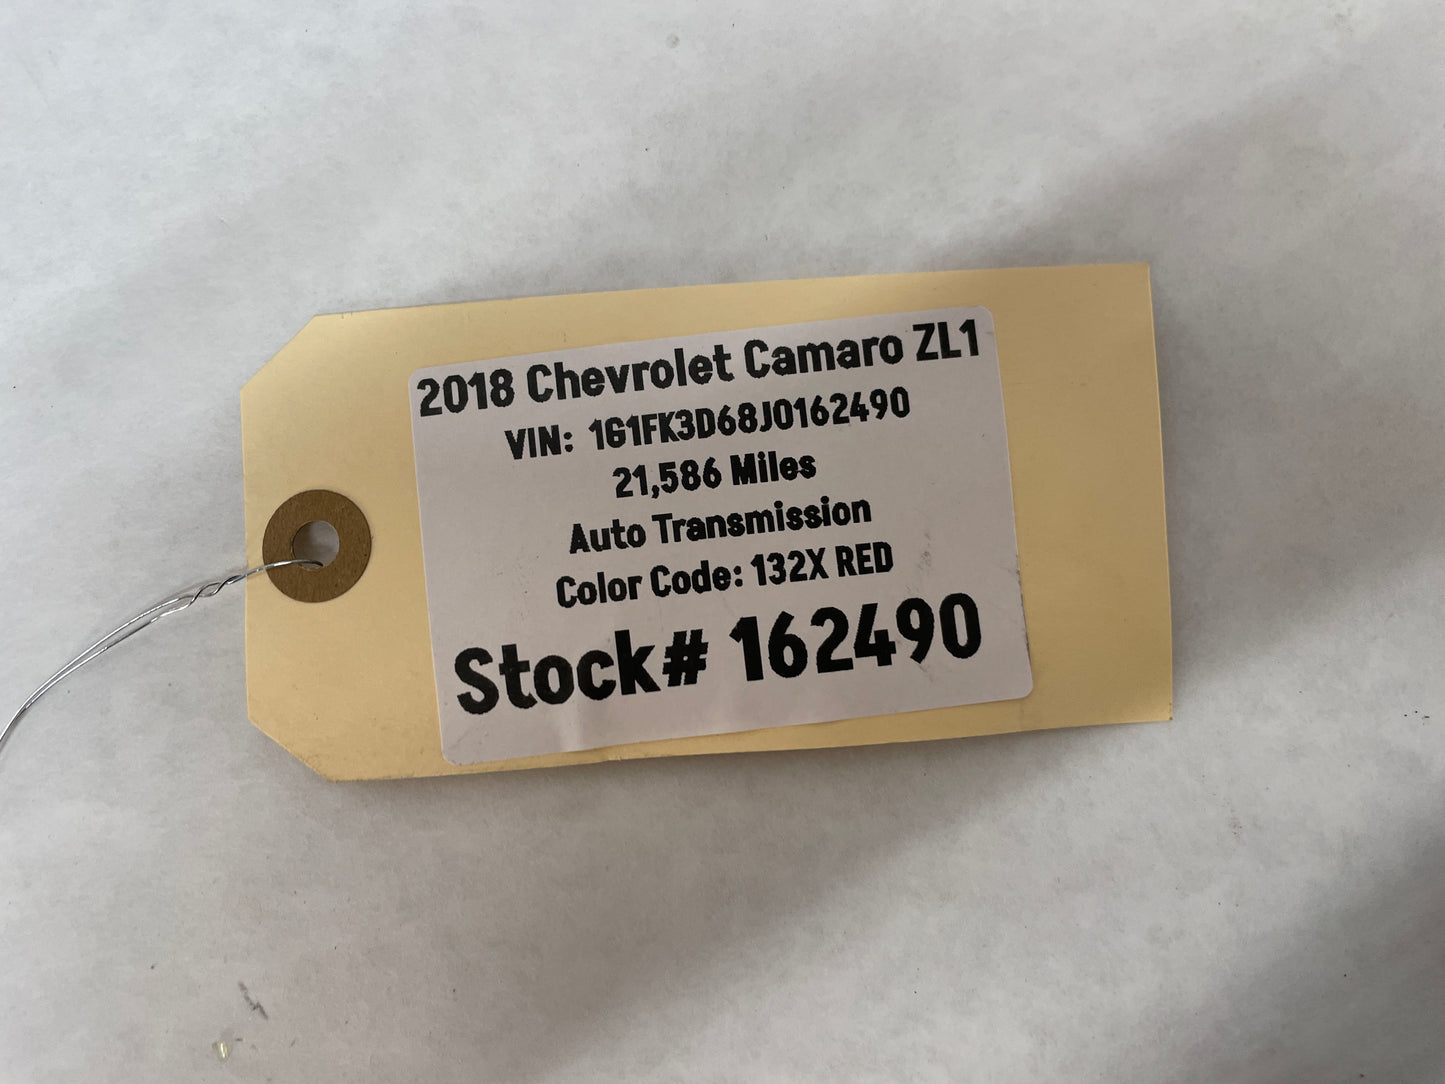 2018 Chevrolet Camaro ZL1
VIN: 1G1FK3D68J0162490
21,586 Miles
Auto Transmission
Color Code: 132X RED
Stock# 162490